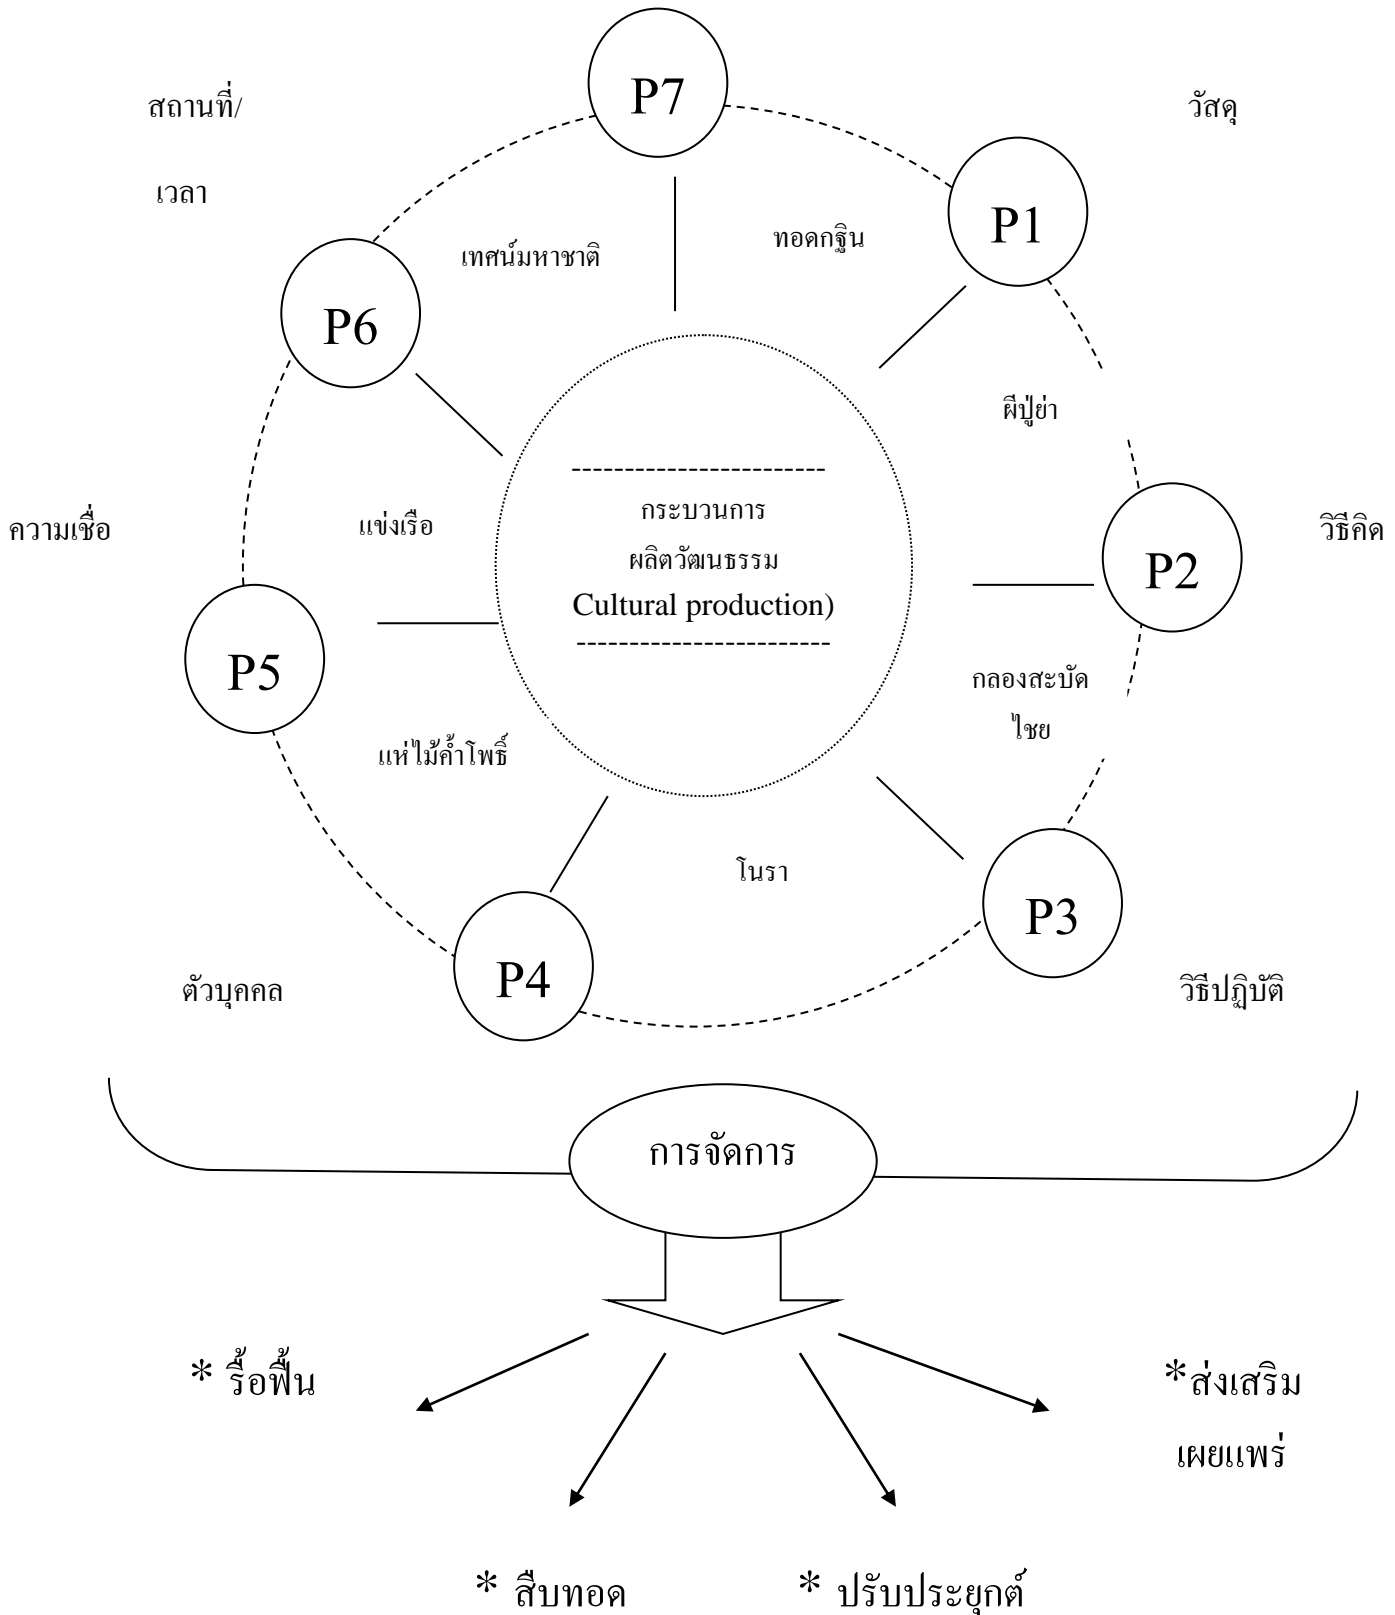 P7
สถานที่/
วัสดุ
เวลา
P1
ทอดกฐิน
เทศน์มหาชาติ
P6
ผีปู่ย่า
-----------------------
กระบวนการ
ความเชื่อ
แข่งเรือ
วิธีคิด
ผลิตวัฒนธรรม
P2
Cultural production)
-----------------------
P5
กลองสะบัด
ไชย
แห่ไม้ค้ำโพธิ์
โนรา
P3
P4
ตัวบุคคล
วิธีปฏิบัติ
การจัดการ
* รื้อฟื้น
*ส่งเสริม
เผยแพร่
* สืบทอด
* ปรับประยุกต์